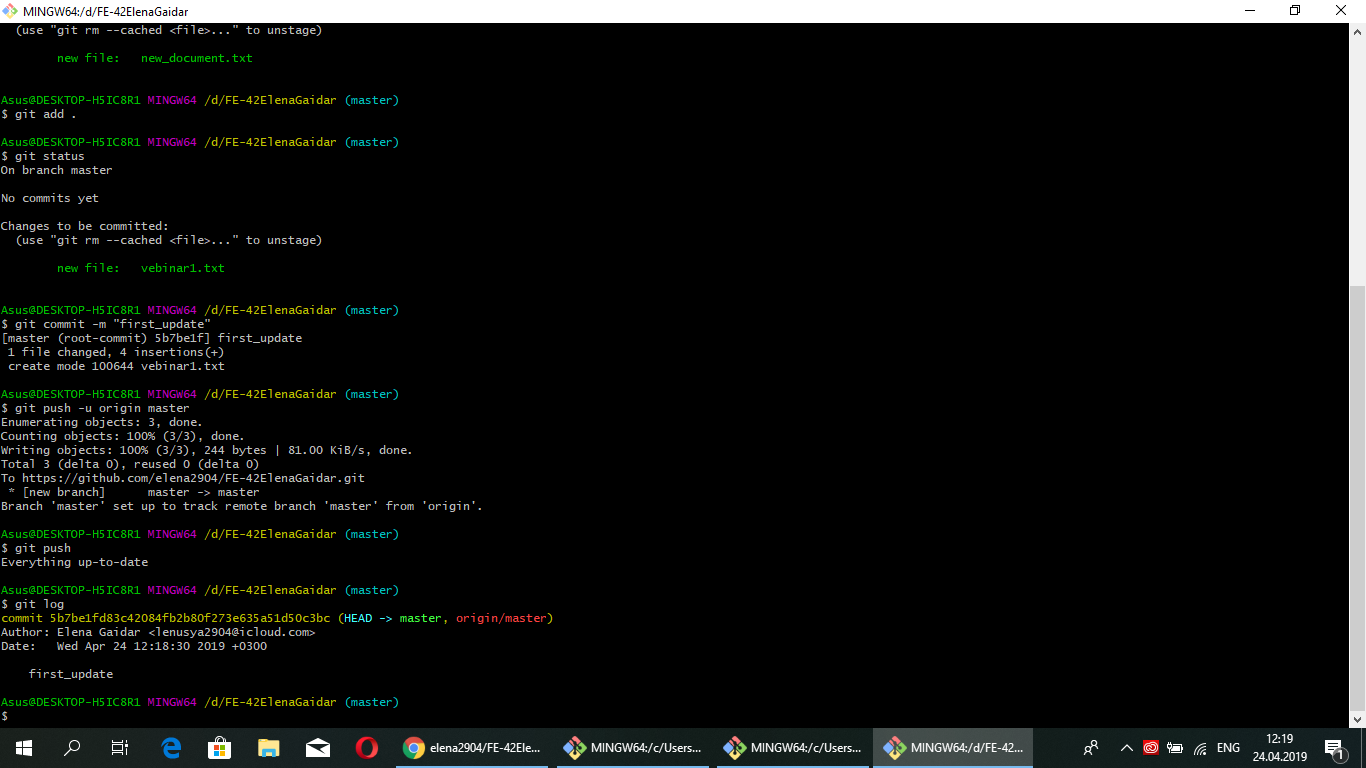 MINGW64:/d/FE-42ElenaGaidar
(use "git rm --cached <file>..." to unstage)
new file:   new_document.txt
Asus@DESKTOP-H5IC8R1 MINGW64 /d/FE-42ElenaGaidar (master)
$ git add .
Asus@DESKTOP-H5IC8R1 MINGW64 /d/FE-42ElenaGaidar (master)
$ git status
On branch master
No commits yet
Changes to be committed:
(use "git rm --cached <file>..." to unstage)
new file:   vebinar1.txt
Asus@DESKTOP-H5IC8R1 MINGW64 /d/FE-42ElenaGaidar (master)
$ git commit -m "first_update"
[master (root-commit) 5b7be1f] first_update
1 file changed, 4 insertions(+)
create mode 100644 vebinar1.txt
Asus@DESKTOP-H5IC8R1 MINGW64 /d/FE-42ElenaGaidar (master)
$ git push -u origin master
Enumerating objects: 3, done.
Counting objects: 100% (3/3), done.
Writing objects: 100% (3/3), 244 bytes | 81.00 KiB/s, done.
Total 3 (delta 0), reused 0 (delta 0)
To https://github.com/elena2904/FE-42ElenaGaidar.git
* [new branch]      master -> master
Branch 'master' set up to track remote branch 'master' from 'origin'.
Asus@DESKTOP-H5IC8R1 MINGW64 /d/FE-42ElenaGaidar (master)
$ git push
Everything up-to-date
Asus@DESKTOP-H5IC8R1 MINGW64 /d/FE-42ElenaGaidar (master)
$ git log
commit 5b7be1fd83c42084fb2b80f273e635a51d50c3bc (HEAD -> master, origin/master)
Author: Elena Gaidar <lenusya2904@icloud.com>
Date:   Wed Apr 24 12:18:30 2019 +0300
first_update
Asus@DESKTOP-H5IC8R1 MINGW64 /d/FE-42ElenaGaidar (master)
$
elena2904/FE-42Ele...
MINGW64:/c/Users...
MINGW64:/c/Users...
MINGW64:/d/FE-42...
ENG
12:19
24.04.2019
1